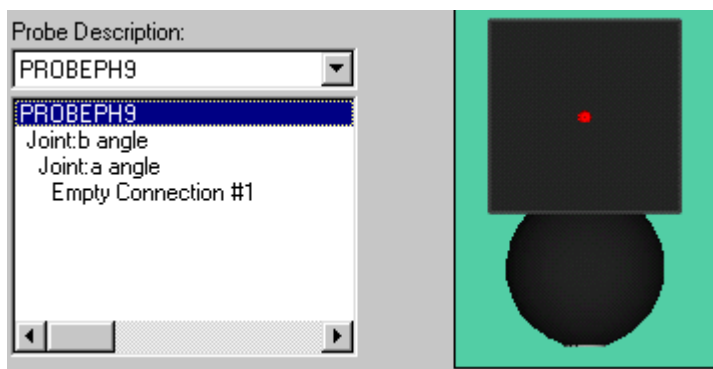 Probe Description:
PROBEPH9
PROBEPH9
Joint:b angle
Joint:a angle
Empty Connection #1